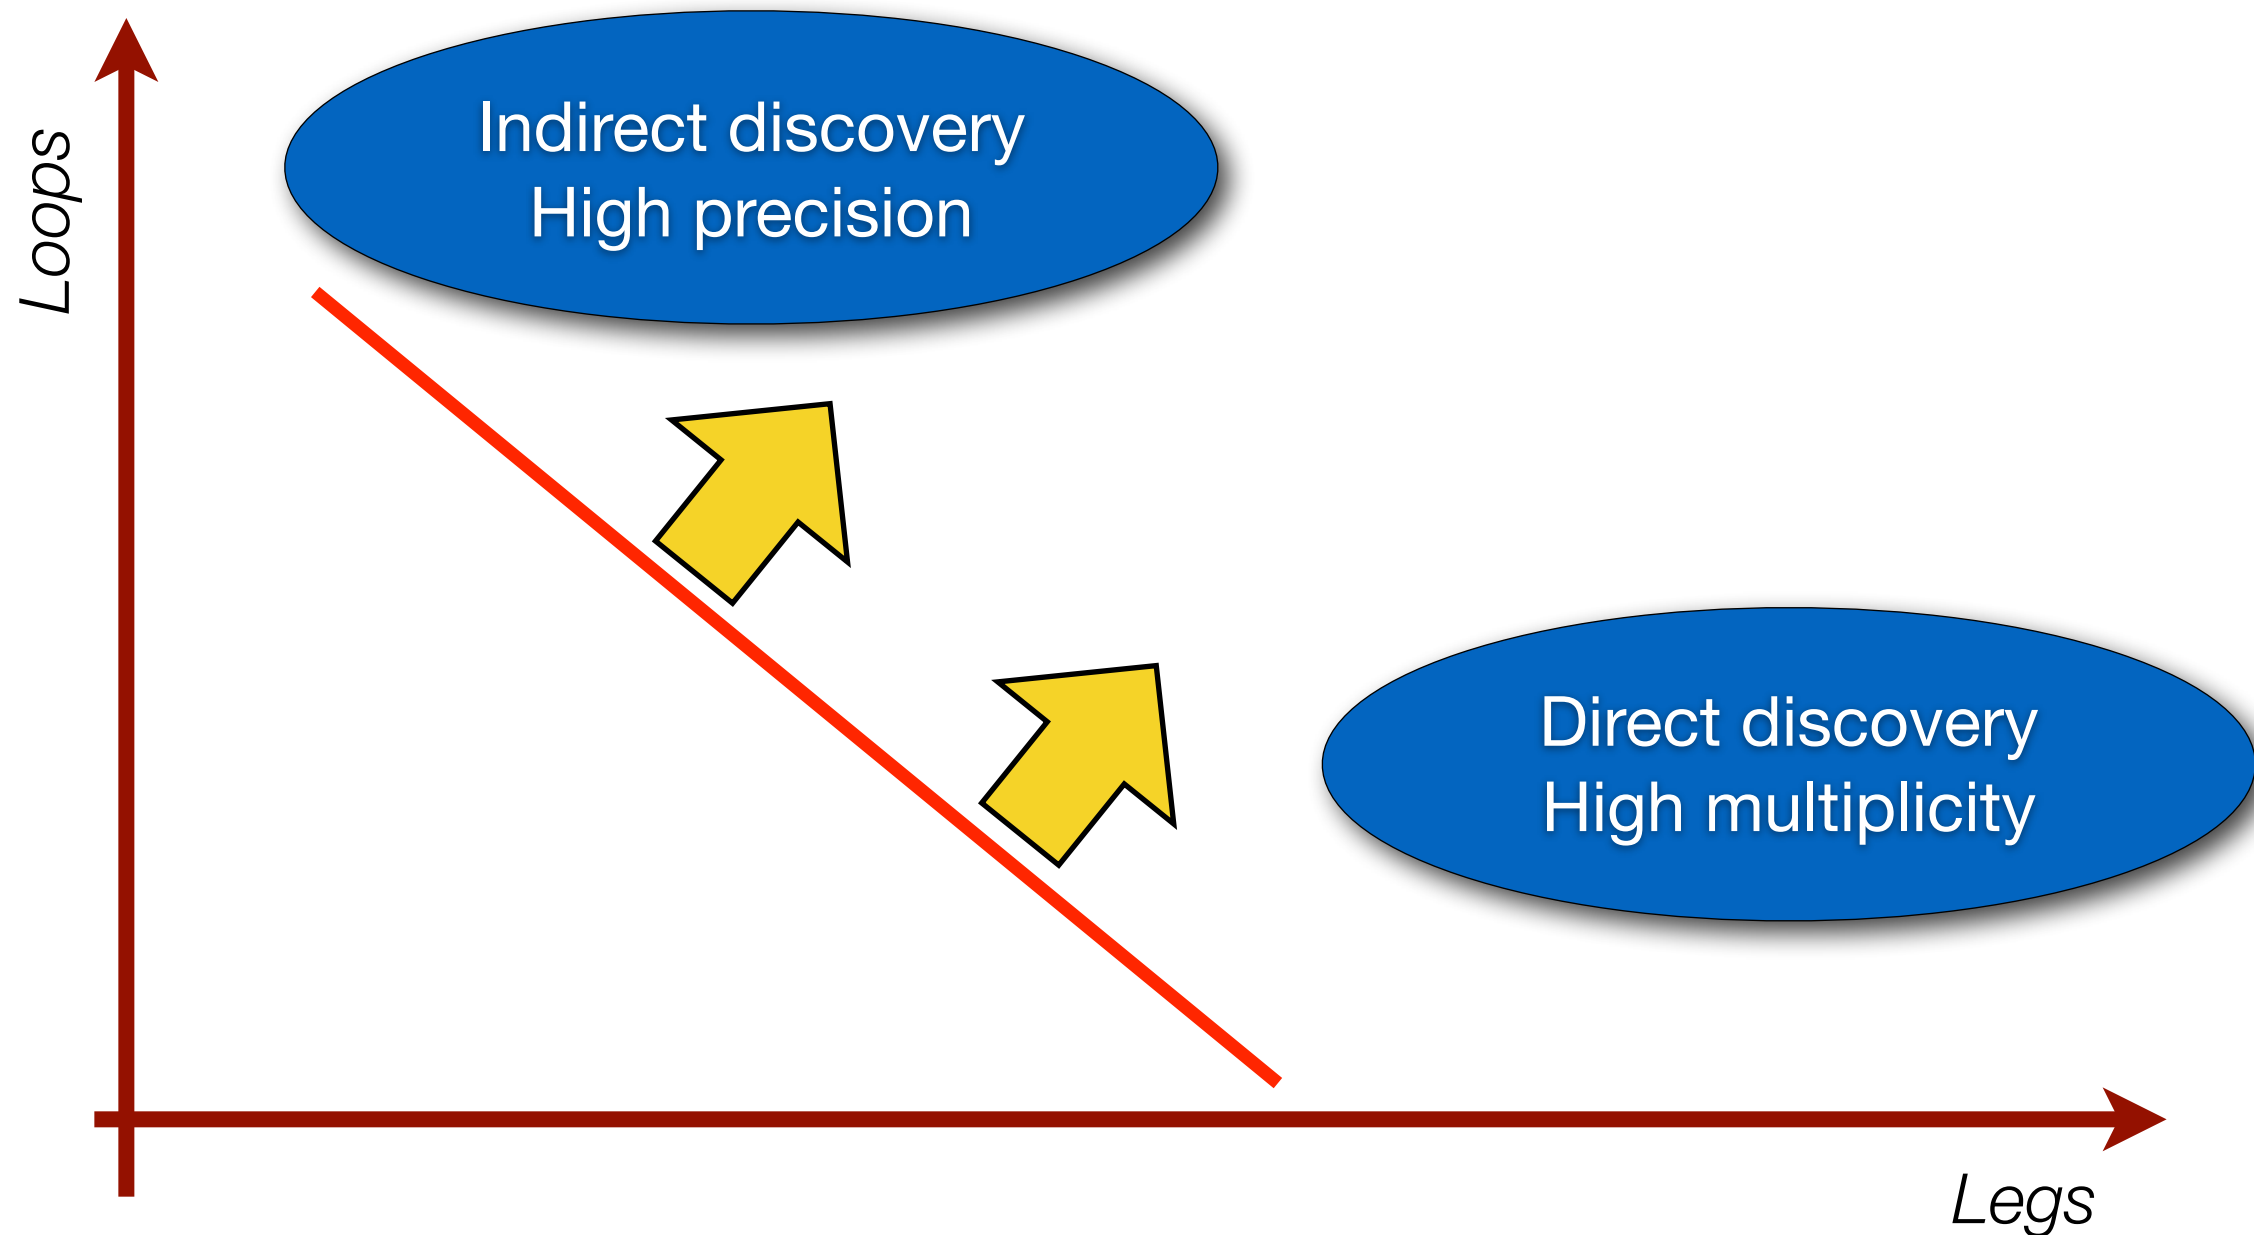 Loops
Indirect discovery
High precision
Direct discovery
High multiplicity
Legs